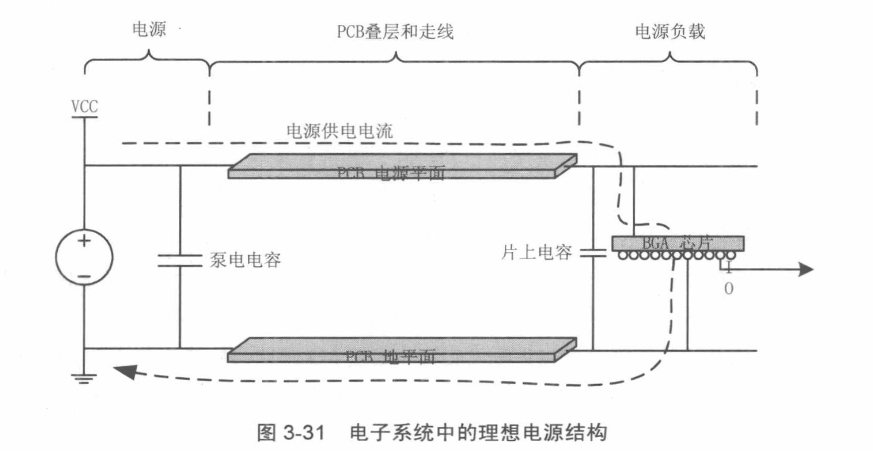 电源 PCB叠层和走线 电源负载
VCC
电源供电电流
PCB 电源平面
+
泵电电容
片上电容
BGA 芯片
−
I
O
PCB 地平面
图 3-31 电子系统中的理想电源结构